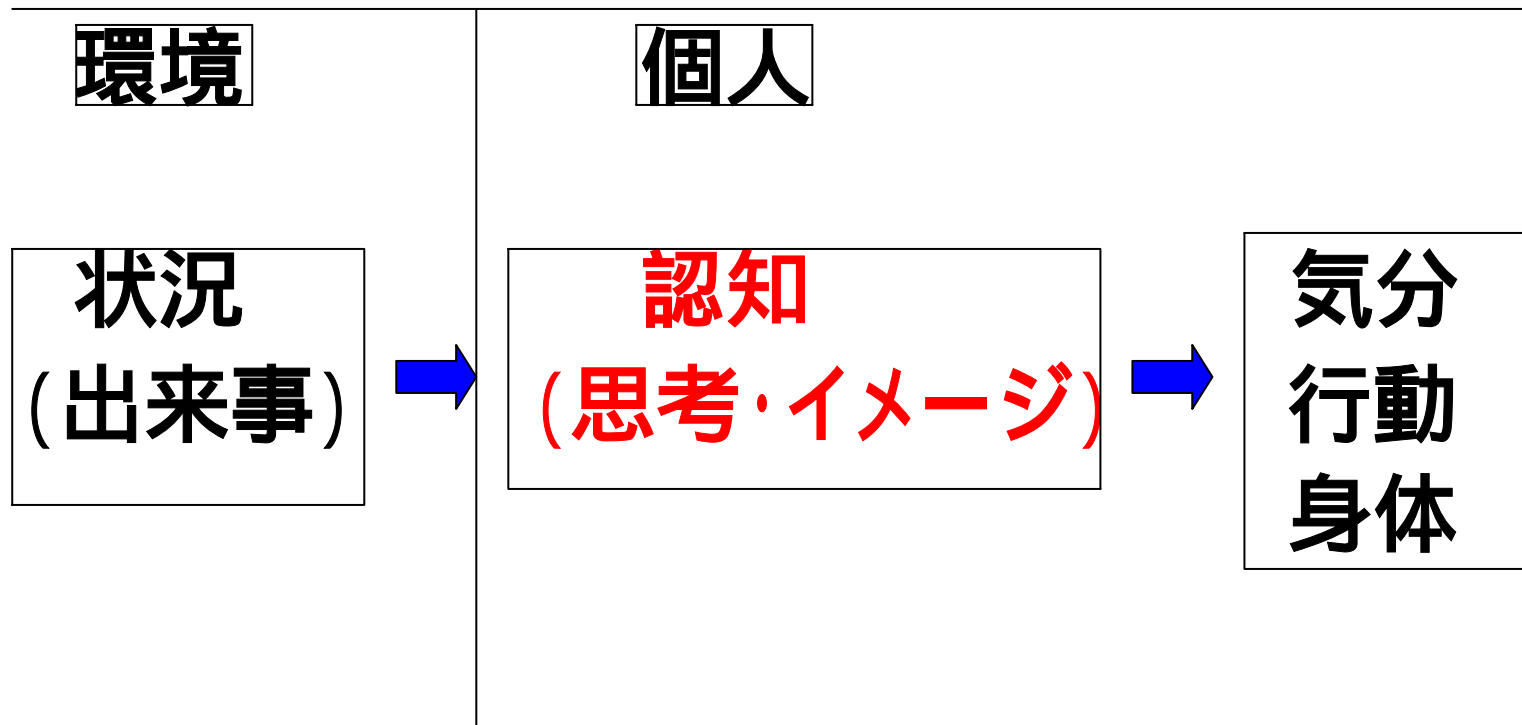 環境
個人
状況
(出来事)
認知
(思考・イメージ)
気分
行動
身体